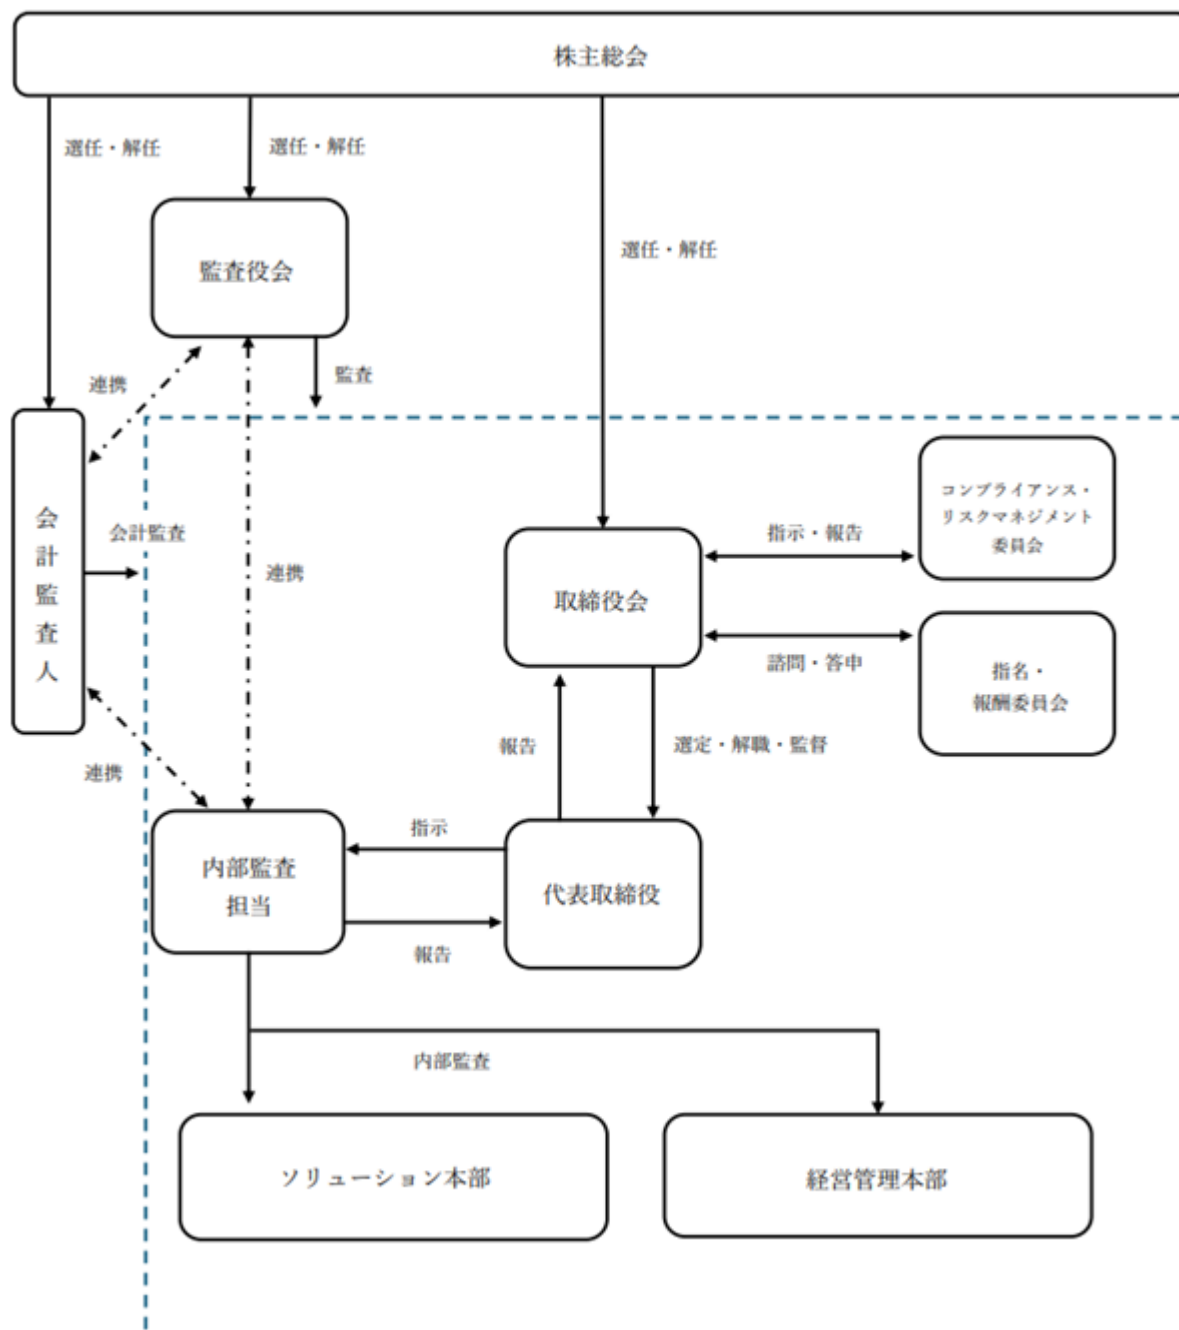 株主総会
選任・解任
選任・解任
選任・解任
監査役会
監査
連携
会計監査人
会計監査
連携
連携
取締役会
指示・報告
コンプライアンス・
リスクマネジメント
委員会
諮問・答申
指名・
報酬委員会
報告
選定・解職・監督
内部監査
担当
指示
報告
代表取締役
内部監査
ソリューション本部
経営管理本部